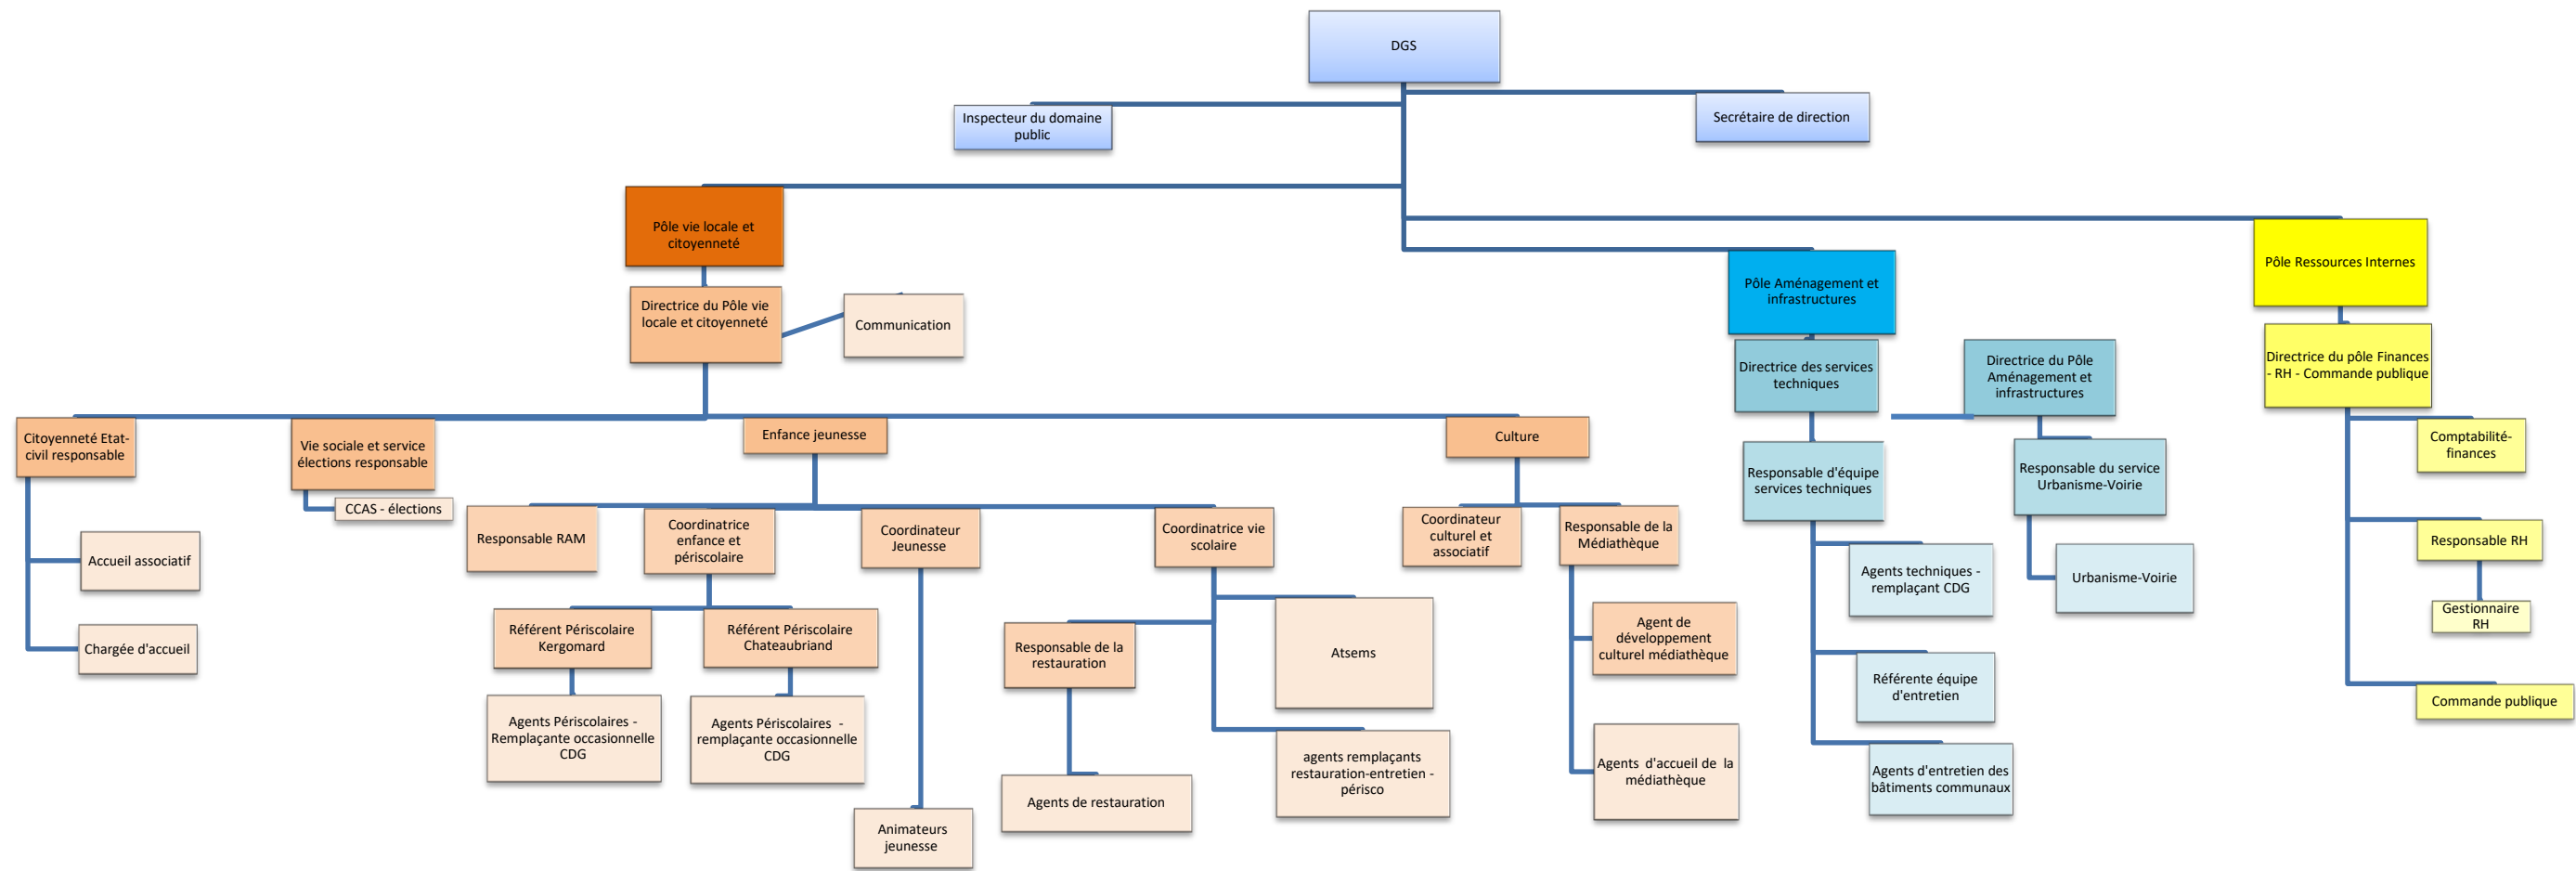 DGS
Inspecteur du domaine
public
Secrétaire de direction
Pôle vie locale et
citoyenneté
Pôle Ressources Internes
Pôle Aménagement et
infrastructures
Directrice du Pôle vie
locale et citoyenneté
Communication
Directrice des services
techniques
Directrice du Pôle
Aménagement et
infrastructures
Directrice du pôle Finances
- RH - Commande publique
Citoyenneté Etat-
civil responsable
Vie sociale et service
élections responsable
Enfance jeunesse
Culture
Responsable d'équipe
services techniques
Responsable du service
Urbanisme-Voirie
Comptabilité-
finances
CCAS - élections
Responsable RAM
Coordinatrice
enfance et
périscolaire
Coordinateur
Jeunesse
Coordinatrice vie
scolaire
Coordinateur
culturel et
associatif
Responsable de la
Médiathèque
Responsable RH
Accueil associatif
Agents techniques -
remplaçant CDG
Urbanisme-Voirie
Gestionnaire
RH
Chargée d'accueil
Référent Périscolaire
Kergomard
Référent Périscolaire
Chateaubriand
Responsable de la
restauration
Atsems
Agent de
développement
culturel médiathèque
Référente équipe
d'entretien
Commande publique
Agents Périscolaires -
Remplaçante occasionnelle
CDG
Agents Périscolaires  -
remplaçante occasionnelle
CDG
agents remplaçants
restauration-entretien -
périsco
Agents  d'accueil de  la
médiathèque
Agents d'entretien des
bâtiments communaux
Agents de restauration
Animateurs
jeunesse